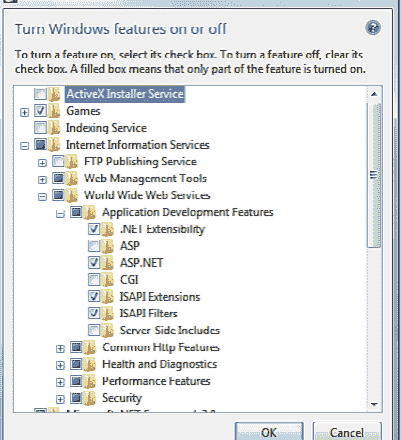 Turn Windows features on or off
To turn a feature on, select its check box. To turn a feature off, clear its
check box. A filled box means that only part of the feature is turned on.
ActiveX Installer Service
Games
Indexing Service
Internet Information Services
FTP Publishing Service
Web Management Tools
World Wide Web Services
Application Development Features
.NET Extensibility
ASP
ASP.NET
CGI
ISAPI Extensions
ISAPI Filters
Server-Side Includes
Common Http Features
Health and Diagnostics
Performance Features
Security
OK Cancel